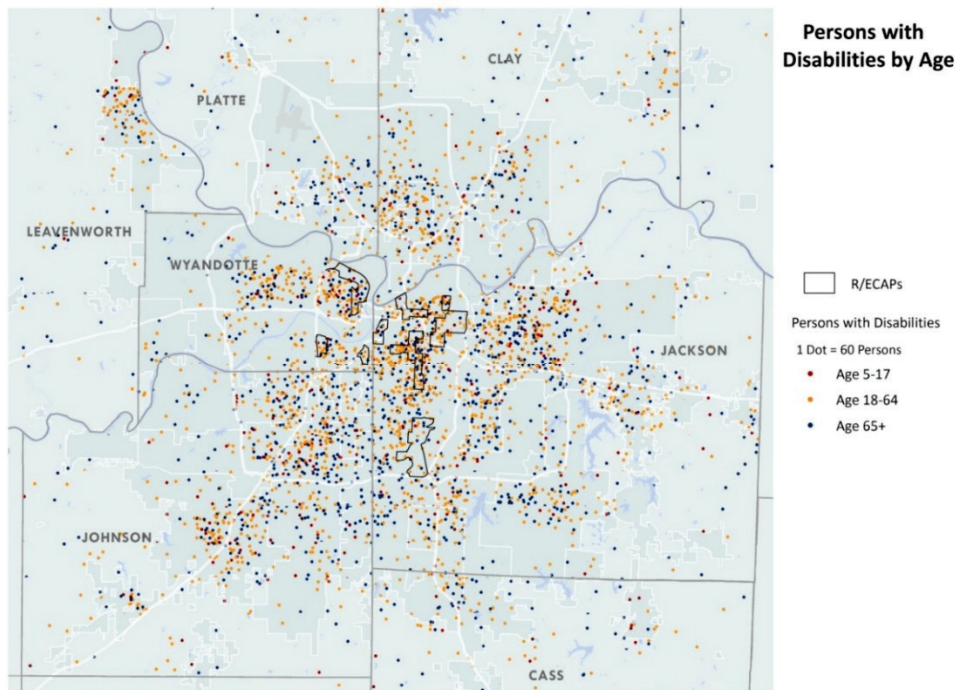 Persons with
Disabilities by Age
CLAY
PLATTE
LEAVENWORTH
WYANDOTTE
JACKSON
JOHNSON
CASS
R/ECAPs
Persons with Disabilities
1 Dot = 60 Persons
Age 5-17
Age 18-64
Age 65+